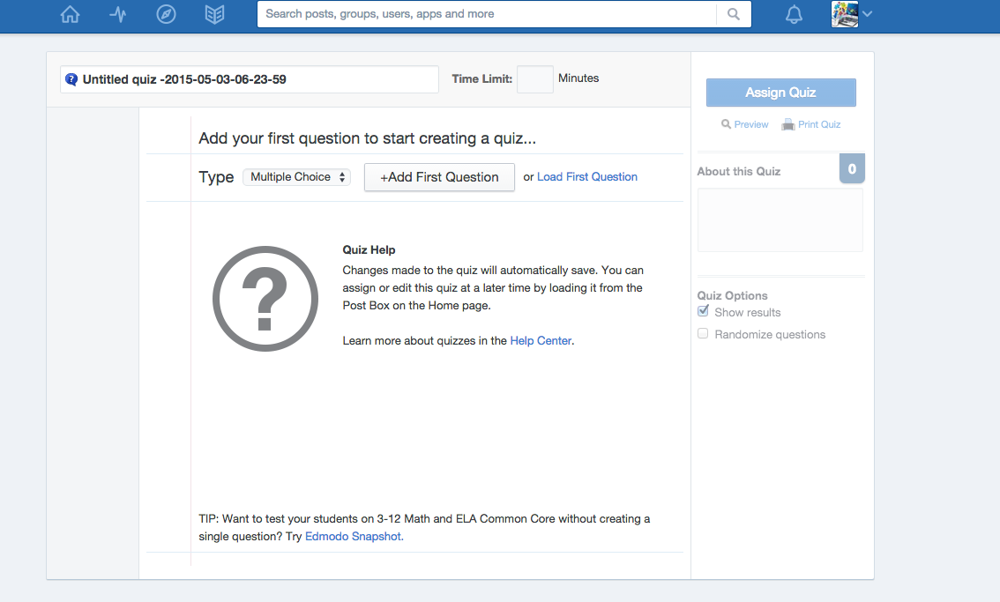 Search posts, groups, users, apps and more
? Untitled quiz -2015-05-03-06-23-59
Time Limit: Minutes
Assign Quiz
Preview Print Quiz
Add your first question to start creating a quiz...
Type Multiple Choice +Add First Question or Load First Question
About this Quiz 0
?
Quiz Help
Changes made to the quiz will automatically save. You can
assign or edit this quiz at a later time by loading it from the
Post Box on the Home page.
Learn more about quizzes in the Help Center.
Quiz Options
Show results
Randomize questions
TIP: Want to test your students on 3-12 Math and ELA Common Core without creating a
single question? Try Edmodo Snapshot.